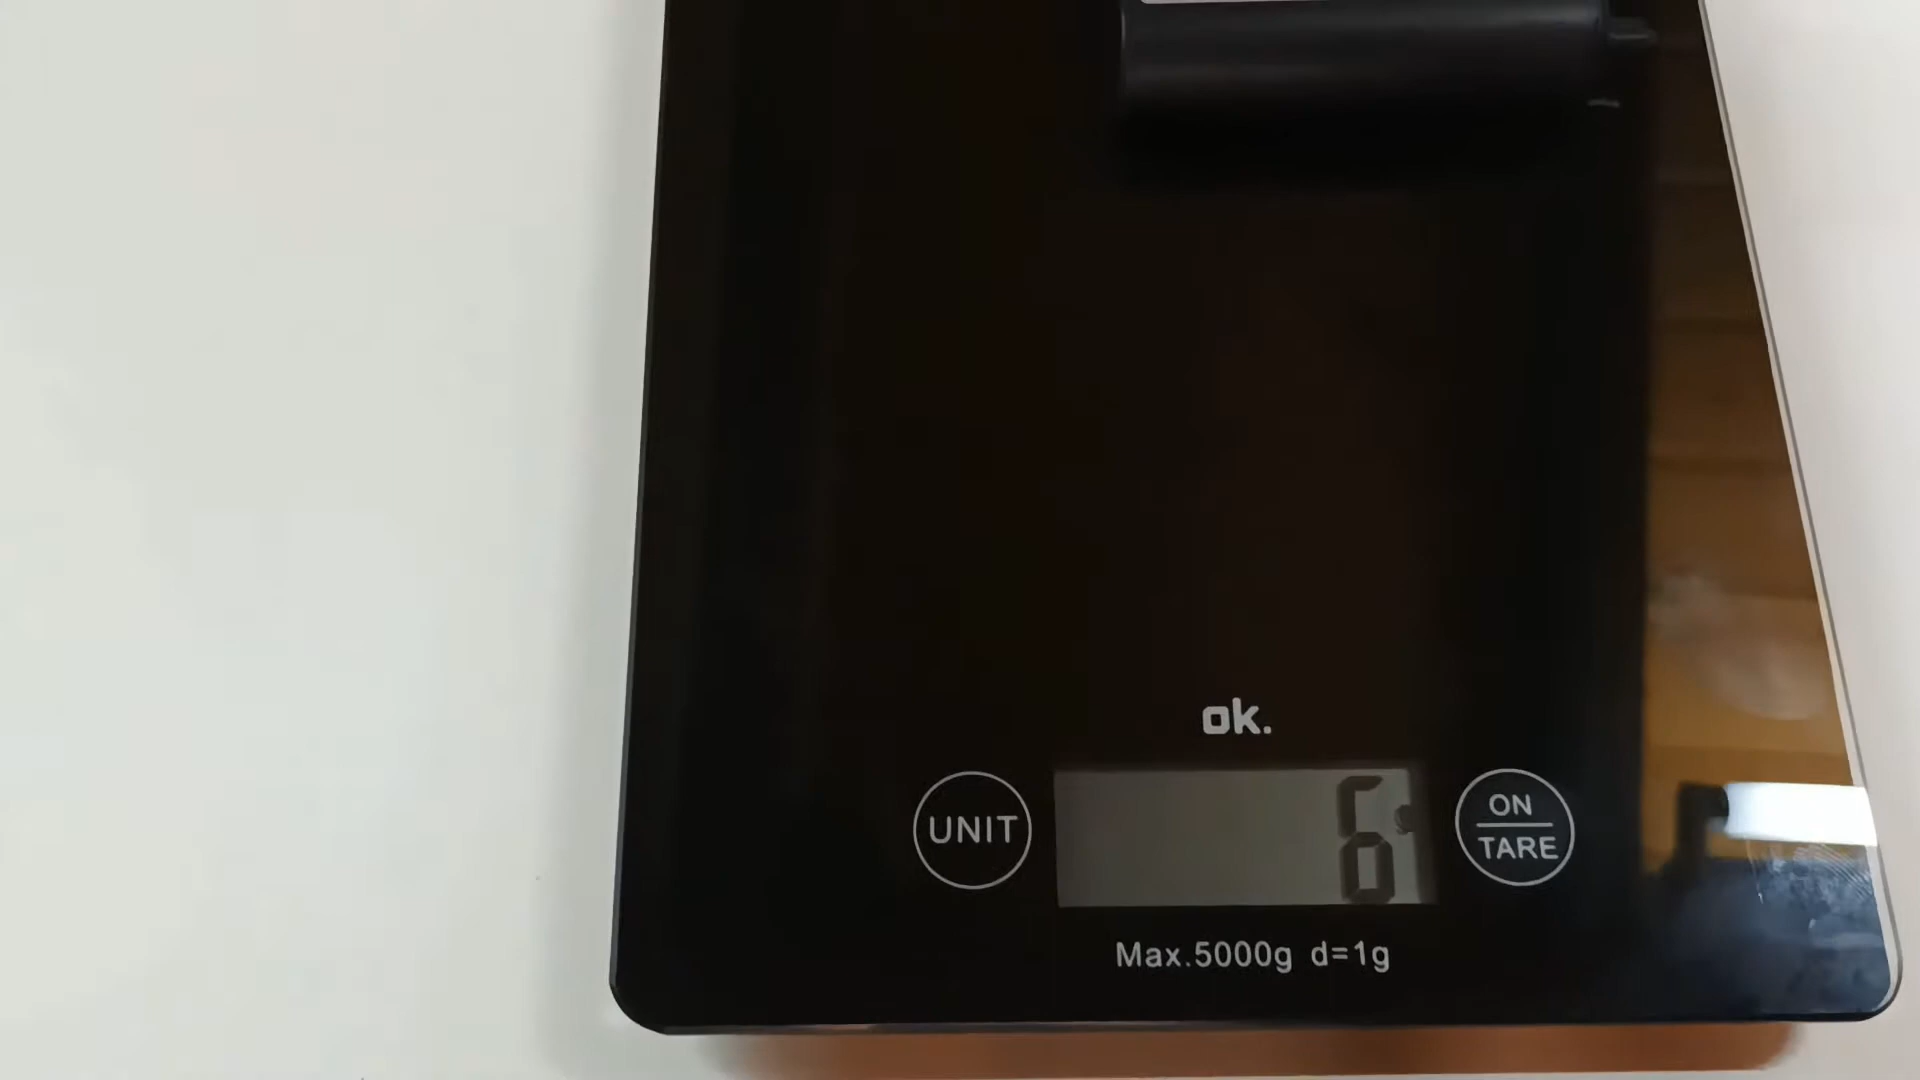 ok.
UNIT
6
ON
TARE
Max.5000g d=1g